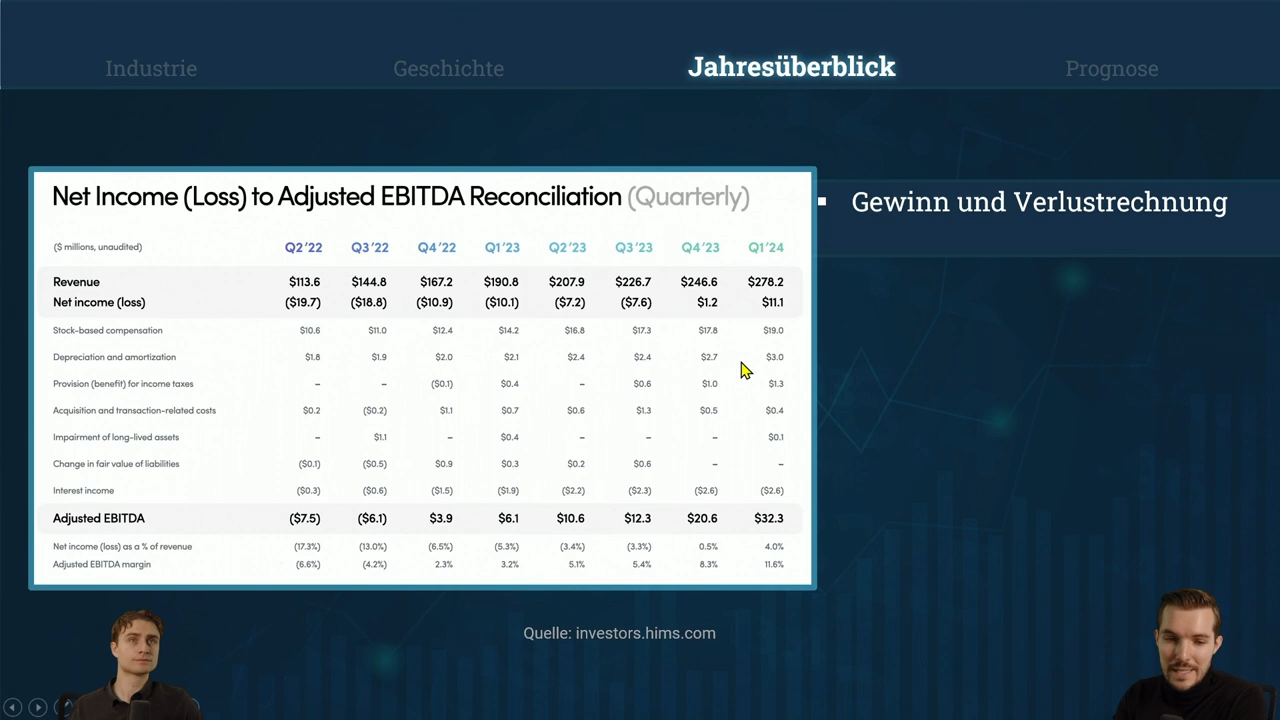 Industrie Geschichte Jahresüberblick Prognose
Net Income (Loss) to Adjusted EBITDA Reconciliation (Quarterly)
▪ Gewinn und Verlustrechnung
($ millions, unaudited) Q2'22 Q3'22 Q4'22 Q1'23 Q2'23 Q3'23 Q4'23 Q1'24
Revenue $113.6 $144.8 $167.2 $190.8 $207.9 $226.7 $246.6 $278.2
Net income (loss) ($19.7) ($18.8) ($10.9) ($10.1) ($7.2) ($7.6) $1.2 $11.1
Stock-based compensation $10.6 $11.0 $12.4 $14.2 $16.8 $17.3 $17.8 $19.0
Depreciation and amortization $1.8 $1.9 $2.0 $2.1 $2.4 $2.4 $2.7 $3.0
Provision (benefit) for income taxes – – ($0.1) $0.4 – $0.6 $1.0 $1.3
Acquisition and transaction-related costs $0.2 ($0.2) $1.1 $0.7 $0.6 $1.3 $0.5 $0.4
Impairment of long-lived assets – $1.1 – $0.4 – – – $0.1
Change in fair value of liabilities ($0.1) ($0.5) $0.9 $0.3 $0.2 $0.6 – –
Interest income ($0.3) ($0.6) ($1.5) ($1.9) ($2.2) ($2.3) ($2.6) ($2.6)
Adjusted EBITDA ($7.5) ($6.1) $3.9 $6.1 $10.6 $12.3 $20.6 $32.3
Net income (loss) as a % of revenue (17.3%) (13.0%) (6.5%) (5.3%) (3.4%) (3.3%) 0.5% 4.0%
Adjusted EBITDA margin (6.6%) (4.2%) 2.3% 3.2% 5.1% 5.4% 8.3% 11.6%
Quelle: investors.hims.com